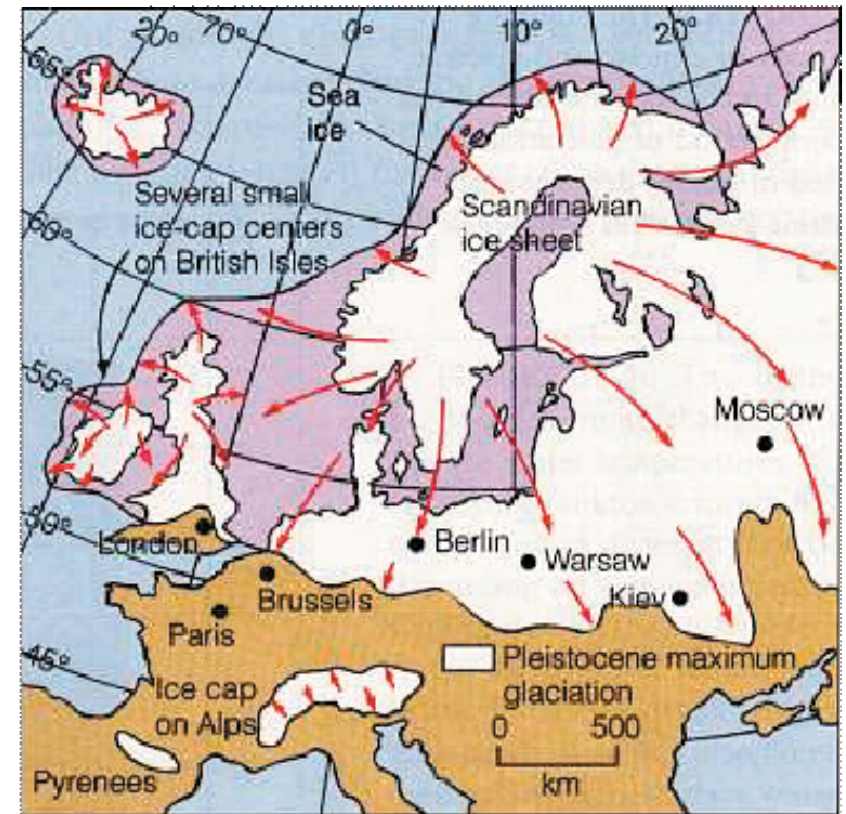 20°
70°
0°
10°
20°
65°
Sea
ice
Several small
ice-cap centers
on British Isles
Scandinavian
ice sheet
60°
55°
Moscow
50°
London
Berlin
Warsaw
Brussels
Kiev
Paris
45°
Pleistocene maximum
glaciation
Ice cap
on Alps
0 500
km
Pyrenees